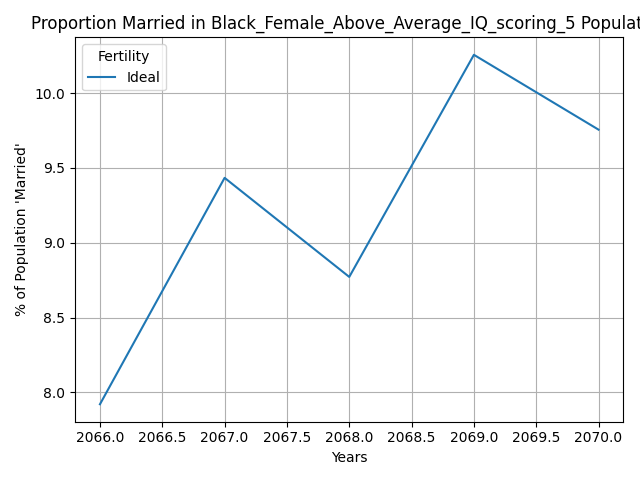 Proportion Married in Black_Female_Above_Average_IQ_scoring_5 Populat
Fertility
Ideal
10.0
9.5
9.0
8.5
8.0
% of Population 'Married'
2066.0 2066.5 2067.0 2067.5 2068.0 2068.5 2069.0 2069.5 2070.0
Years